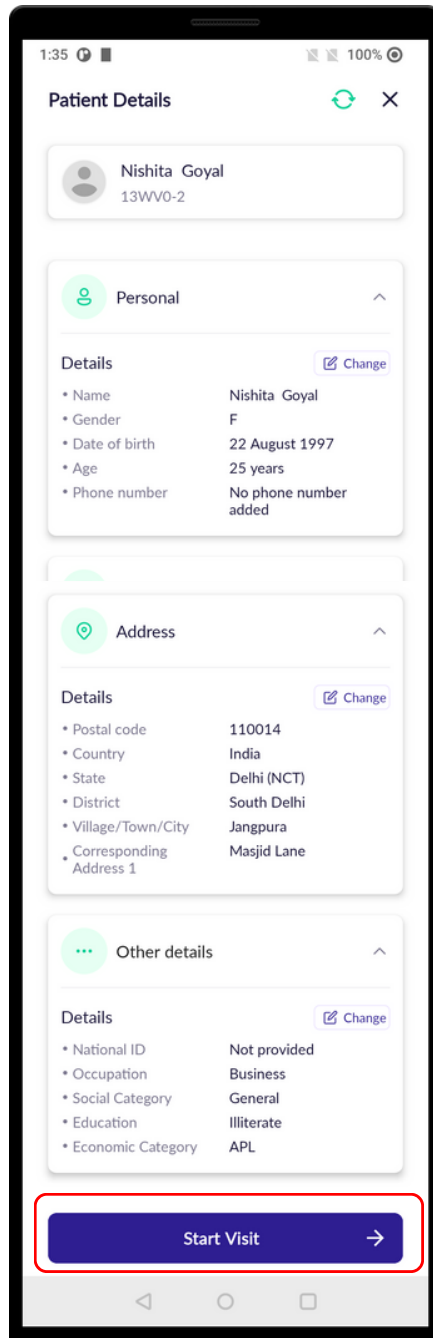 1:35 100%
Patient Details
Nishita Goyal
13WV0-2
Personal
Details Change
• Name Nishita Goyal
• Gender F
• Date of birth 22 August 1997
• Age 25 years
• Phone number No phone number
added
Address
Details Change
• Postal code 110014
• Country India
• State Delhi (NCT)
• District South Delhi
• Village/Town/City Jangpura
• Corresponding Masjid Lane
Address 1
Other details
Details Change
• National ID Not provided
• Occupation Business
• Social Category General
• Education Illiterate
• Economic Category APL
Start Visit